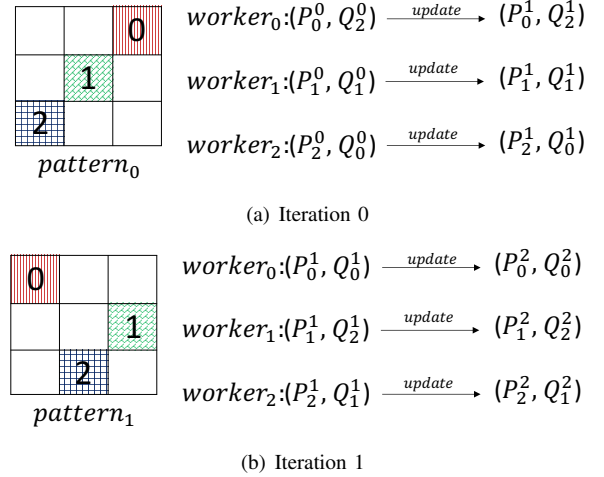 0
1
2
pattern₀
worker₀:(P₀⁰, Q₂⁰) update (P₀¹, Q₂¹)
worker₁:(P₁⁰, Q₁⁰) update (P₁¹, Q₁¹)
worker₂:(P₂⁰, Q₀⁰) update (P₂¹, Q₀¹)
(a) Iteration 0
0
1
2
pattern₁
worker₀:(P₀¹, Q₀¹) update (P₀², Q₀²)
worker₁:(P₁¹, Q₂¹) update (P₁², Q₂²)
worker₂:(P₂¹, Q₁¹) update (P₂², Q₁²)
(b) Iteration 1